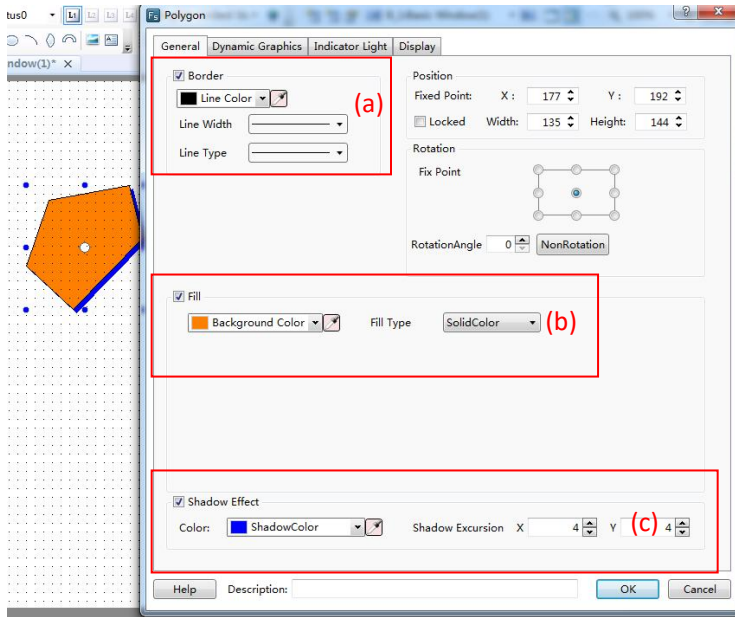 tus0
L1
ndow(1)* X
Fs Polygon
General Dynamic Graphics Indicator Light Display
Border
Line Color
(a)
Line Width
Line Type
Position
Fixed Point: X : 177 Y : 192
Locked Width: 135 Height: 144
Rotation
Fix Point
RotationAngle 0 NonRotation
Fill
Background Color Fill Type SolidColor (b)
Shadow Effect
Color: ShadowColor Shadow Excursion X 4 Y (c) 4
Help Description: OK Cancel